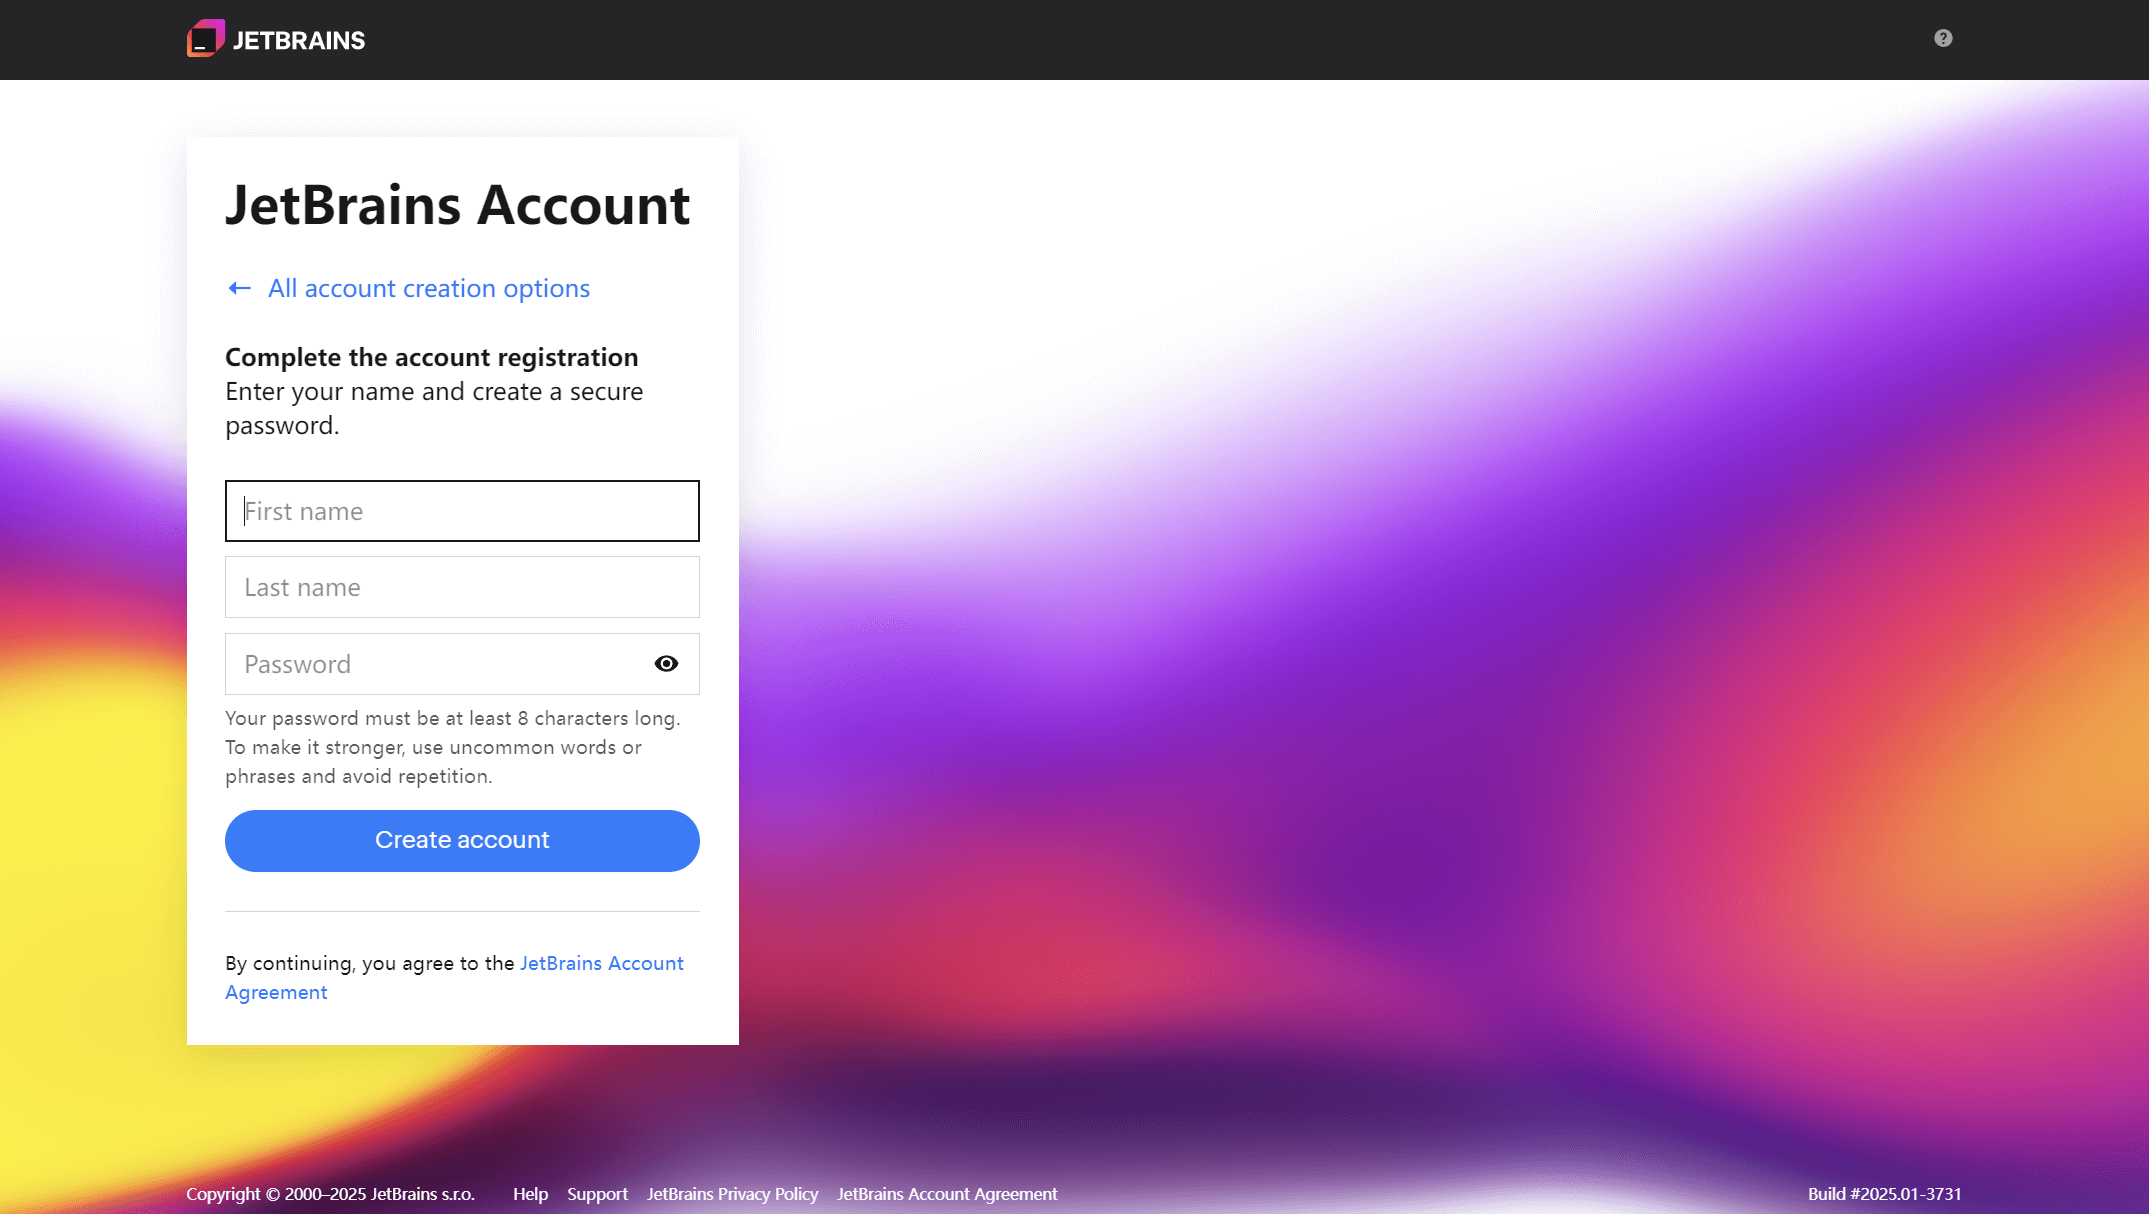 JETBRAINS
?
JetBrains Account
← All account creation options
Complete the account registration
Enter your name and create a secure
password.
First name
Last name
Password
Your password must be at least 8 characters long.
To make it stronger, use uncommon words or
phrases and avoid repetition.
Create account
By continuing, you agree to the JetBrains Account
Agreement
Copyright © 2000–2025 JetBrains s.r.o. Help Support JetBrains Privacy Policy JetBrains Account Agreement Build #2025.01-3731